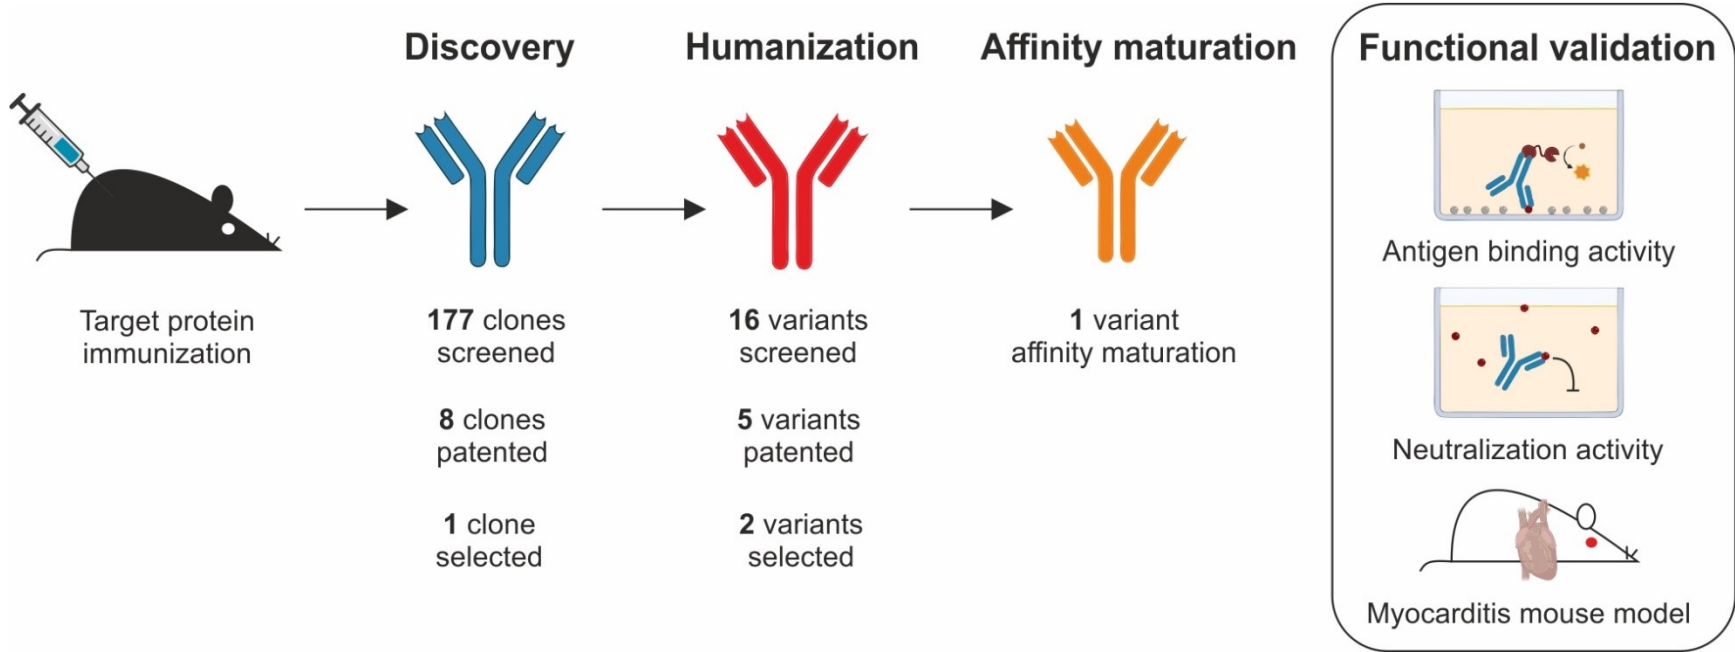 Discovery
Humanization
Affinity maturation
Functional validation
Target protein
immunization
177 clones
screened
8 clones
patented
1 clone
selected
16 variants
screened
5 variants
patented
2 variants
selected
1 variant
affinity maturation
Antigen binding activity
Neutralization activity
Myocarditis mouse model